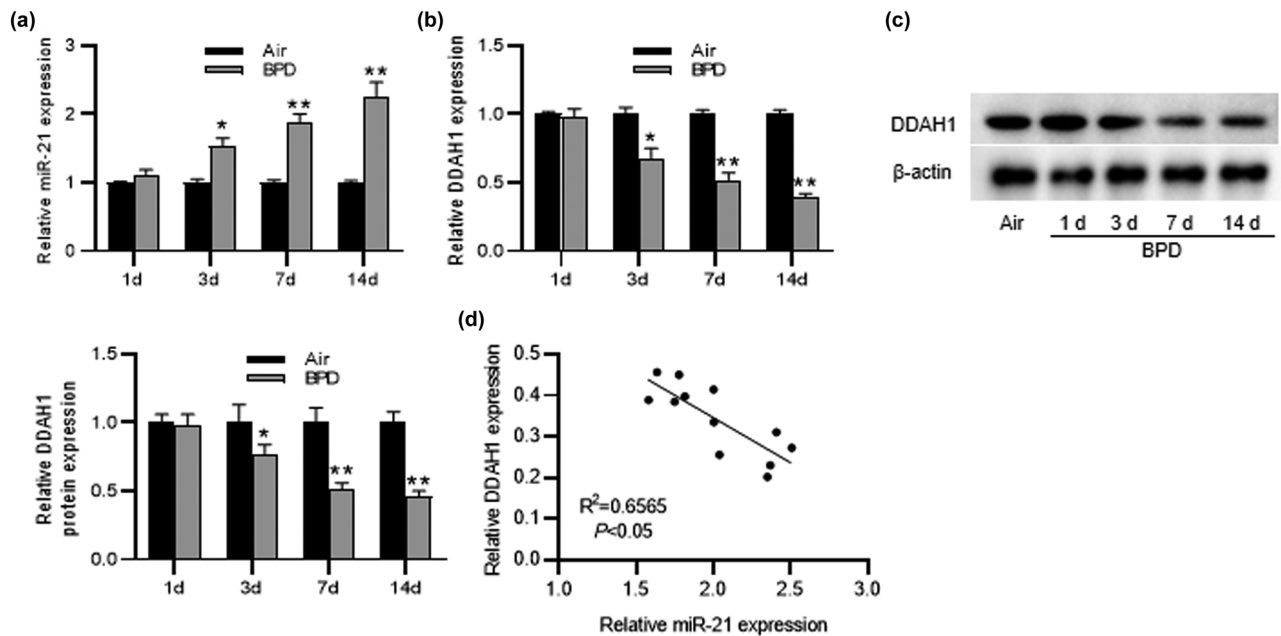 (a)
Relative miR-21 expression
3
2
1
0
Air
BPD
*
**
**
1d 3d 7d 14d
(b)
Relative DDAH1 expression
1.5
1.0
0.5
0.0
Air
BPD
*
**
**
1d 3d 7d 14d
(c)
DDAH1
β-actin
Air 1 d 3 d 7 d 14 d
BPD
Relative DDAH1
protein expression
1.5
1.0
0.5
0.0
Air
BPD
*
**
**
1d 3d 7d 14d
(d)
Relative DDAH1 expression
0.5
0.4
0.3
0.2
0.1
0.0
R²=0.6565
P<0.05
1.0 1.5 2.0 2.5 3.0
Relative miR-21 expression